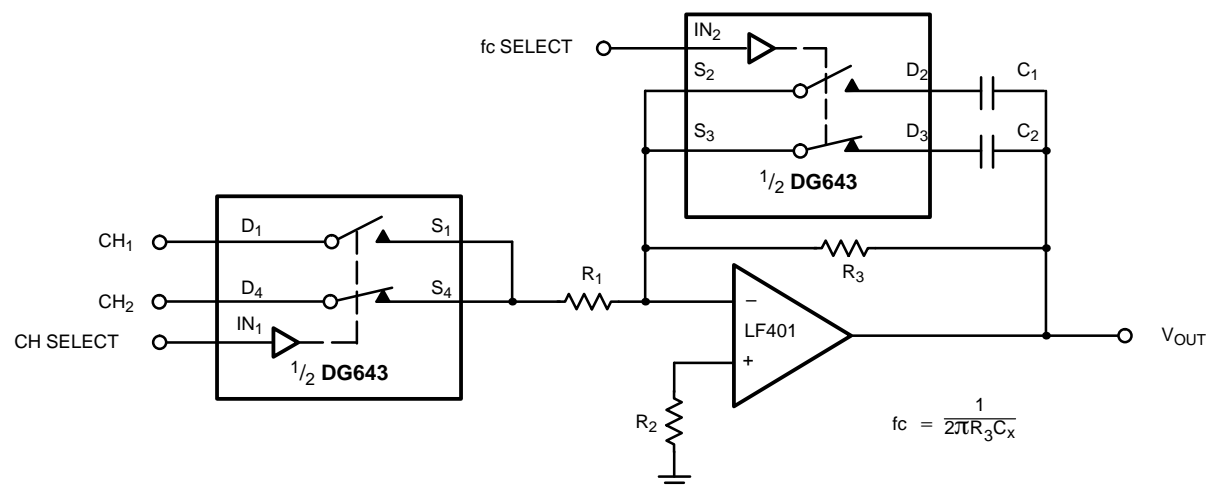 fc SELECT
IN2
S2
D2
C1
S3
D3
C2
1/2 DG643
CH1
D1
S1
CH2
D4
S4
CH SELECT
IN1
1/2 DG643
R1
R3
−
LF401
+
R2
VOUT
fc = 1/2πR3Cx